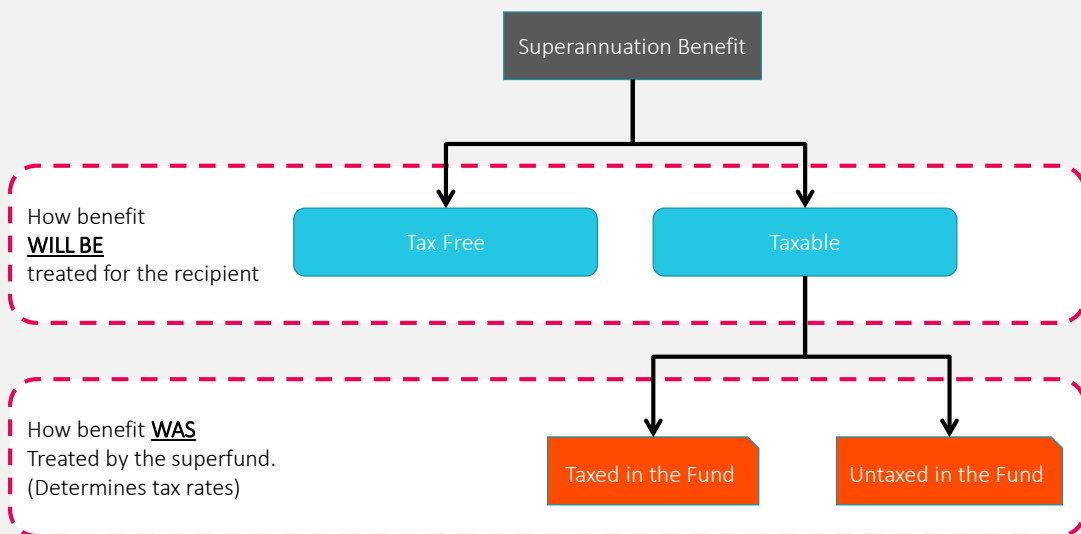 Superannuation Benefit
How benefit
WILL BE
treated for the recipient
Tax Free
Taxable
How benefit WAS
Treated by the superfund.
(Determines tax rates)
Taxed in the Fund
Untaxed in the Fund